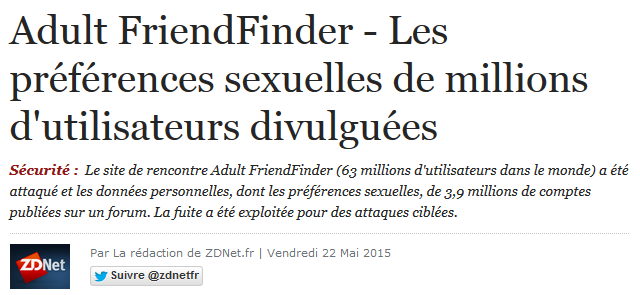 Adult FriendFinder - Les
préférences sexuelles de millions
d'utilisateurs divulguées
Sécurité : Le site de rencontre Adult FriendFinder (63 millions d'utilisateurs dans le monde) a été
attaqué et les données personnelles, dont les préférences sexuelles, de 3,9 millions de comptes
publiées sur un forum. La fuite a été exploitée pour des attaques ciblées.
ZDNet
Par La rédaction de ZDNet.fr | Vendredi 22 Mai 2015
Suivre @zdnetfr